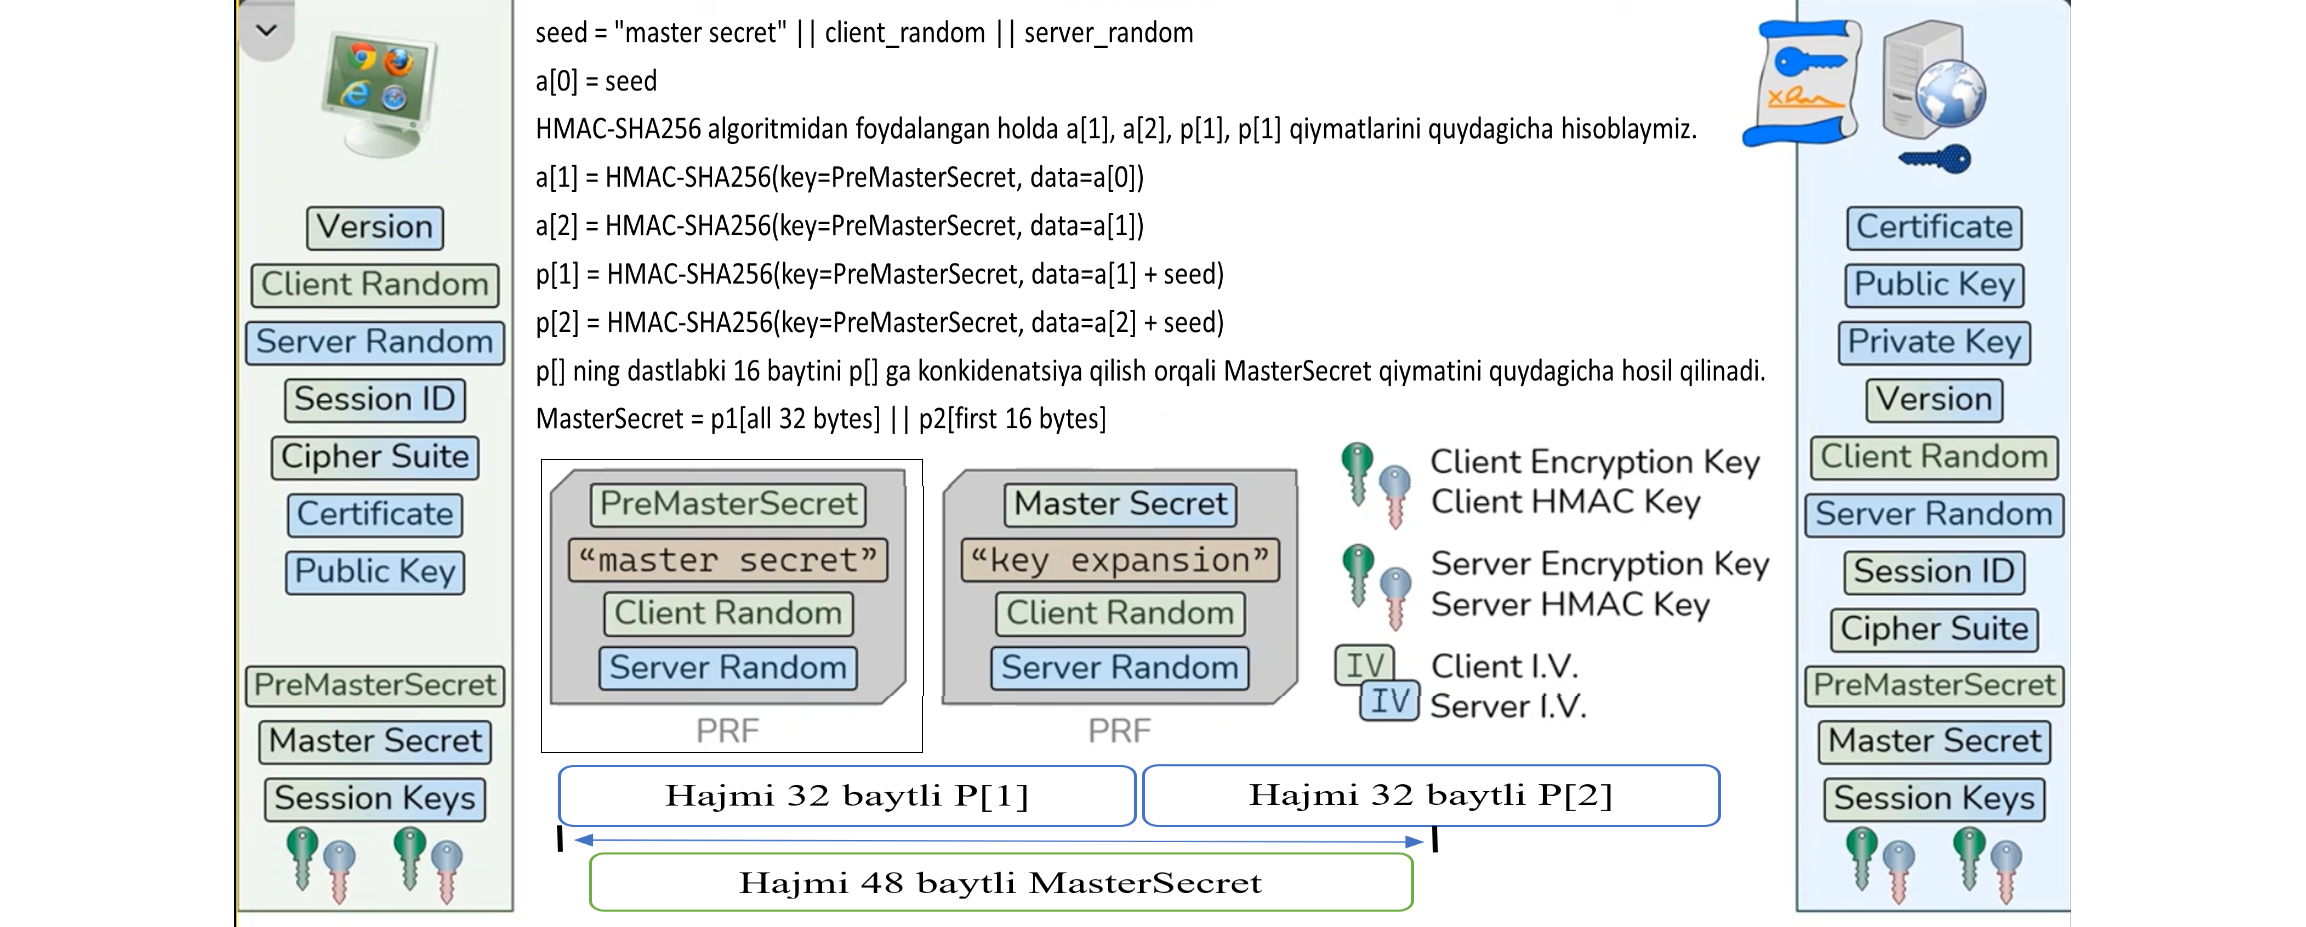 seed = "master secret" || client_random || server_random
a[0] = seed
HMAC-SHA256 algoritmidan foydalangan holda a[1], a[2], p[1], p[1] qiymatlarini quydagicha hisoblaymiz.
a[1] = HMAC-SHA256(key=PreMasterSecret, data=a[0])
a[2] = HMAC-SHA256(key=PreMasterSecret, data=a[1])
p[1] = HMAC-SHA256(key=PreMasterSecret, data=a[1] + seed)
p[2] = HMAC-SHA256(key=PreMasterSecret, data=a[2] + seed)
p[] ning dastlabki 16 baytini p[] ga konkidenatsiya qilish orqali MasterSecret qiymatini quydagicha hosil qilinadi.
MasterSecret = p1[all 32 bytes] || p2[first 16 bytes]
Version
Client Random
Server Random
Session ID
Cipher Suite
Certificate
Public Key
PreMasterSecret
Master Secret
Session Keys
PreMasterSecret
“master secret”
Client Random
Server Random
PRF
Master Secret
“key expansion”
Client Random
Server Random
PRF
Client Encryption Key
Client HMAC Key
Server Encryption Key
Server HMAC Key
IV
IV
Client I.V.
Server I.V.
Hajmi 32 baytli P[1]
Hajmi 32 baytli P[2]
Hajmi 48 baytli MasterSecret
Certificate
Public Key
Private Key
Version
Client Random
Server Random
Session ID
Cipher Suite
PreMasterSecret
Master Secret
Session Keys